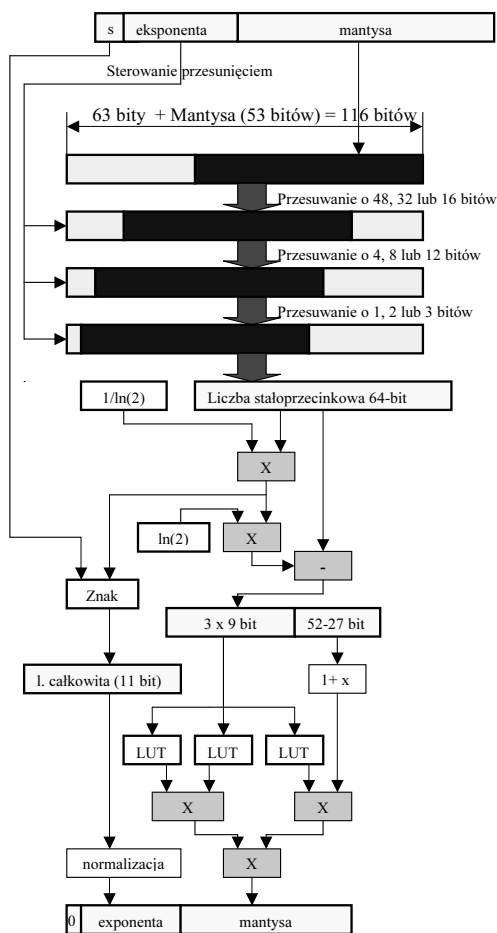 s eksponenta mantysa
Sterowanie przesunięciem
63 bity + Mantysa (53 bitów) = 116 bitów
Przesuwanie o 48, 32 lub 16 bitów
Przesuwanie o 4, 8 lub 12 bitów
Przesuwanie o 1, 2 lub 3 bitów
1/ln(2)
Liczba stałoprzecinkowa 64-bit
X
ln(2)
X
-
Znak
3 x 9 bit
52-27 bit
l. całkowita (11 bit)
1+ x
LUT
LUT
LUT
X
X
normalizacja
X
0 exponenta mantysa